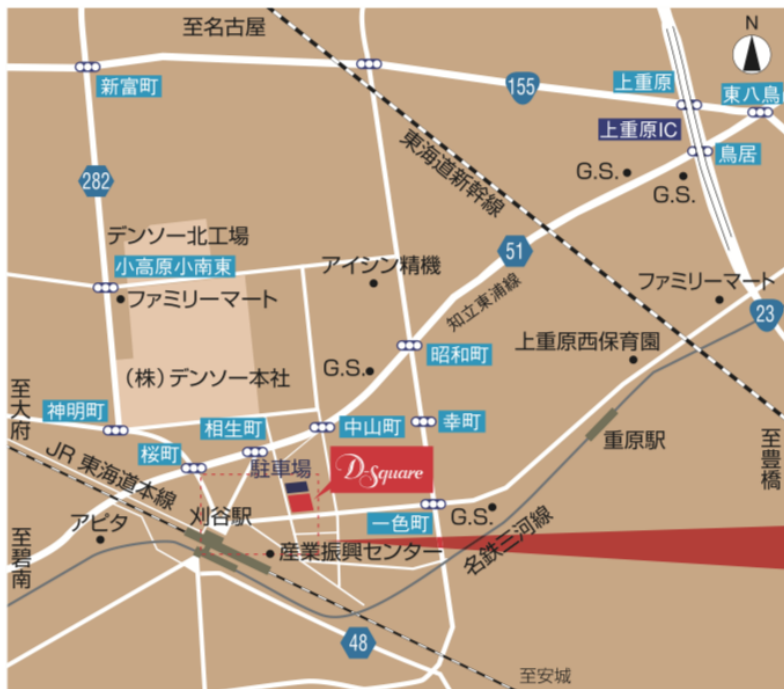 至名古屋
N
新富町
155
上重原
東八鳥
上重原IC
鳥居
東海道新幹線
G.S.
G.S.
282
デンソー北工場
小高原小南東
ファミリーマート
アイシン精機
51
知立東浦線
ファミリーマート
23
昭和町
上重原西保育園
G.S.
(株)デンソー本社
至大府
神明町
相生町
中山町
幸町
重原駅
至豊橋
桜町
駐車場
D-Square
JR 東海道本線
刈谷駅
一色町
G.S.
名鉄三河線
アピタ
至碧南
産業振興センター
48
至安城